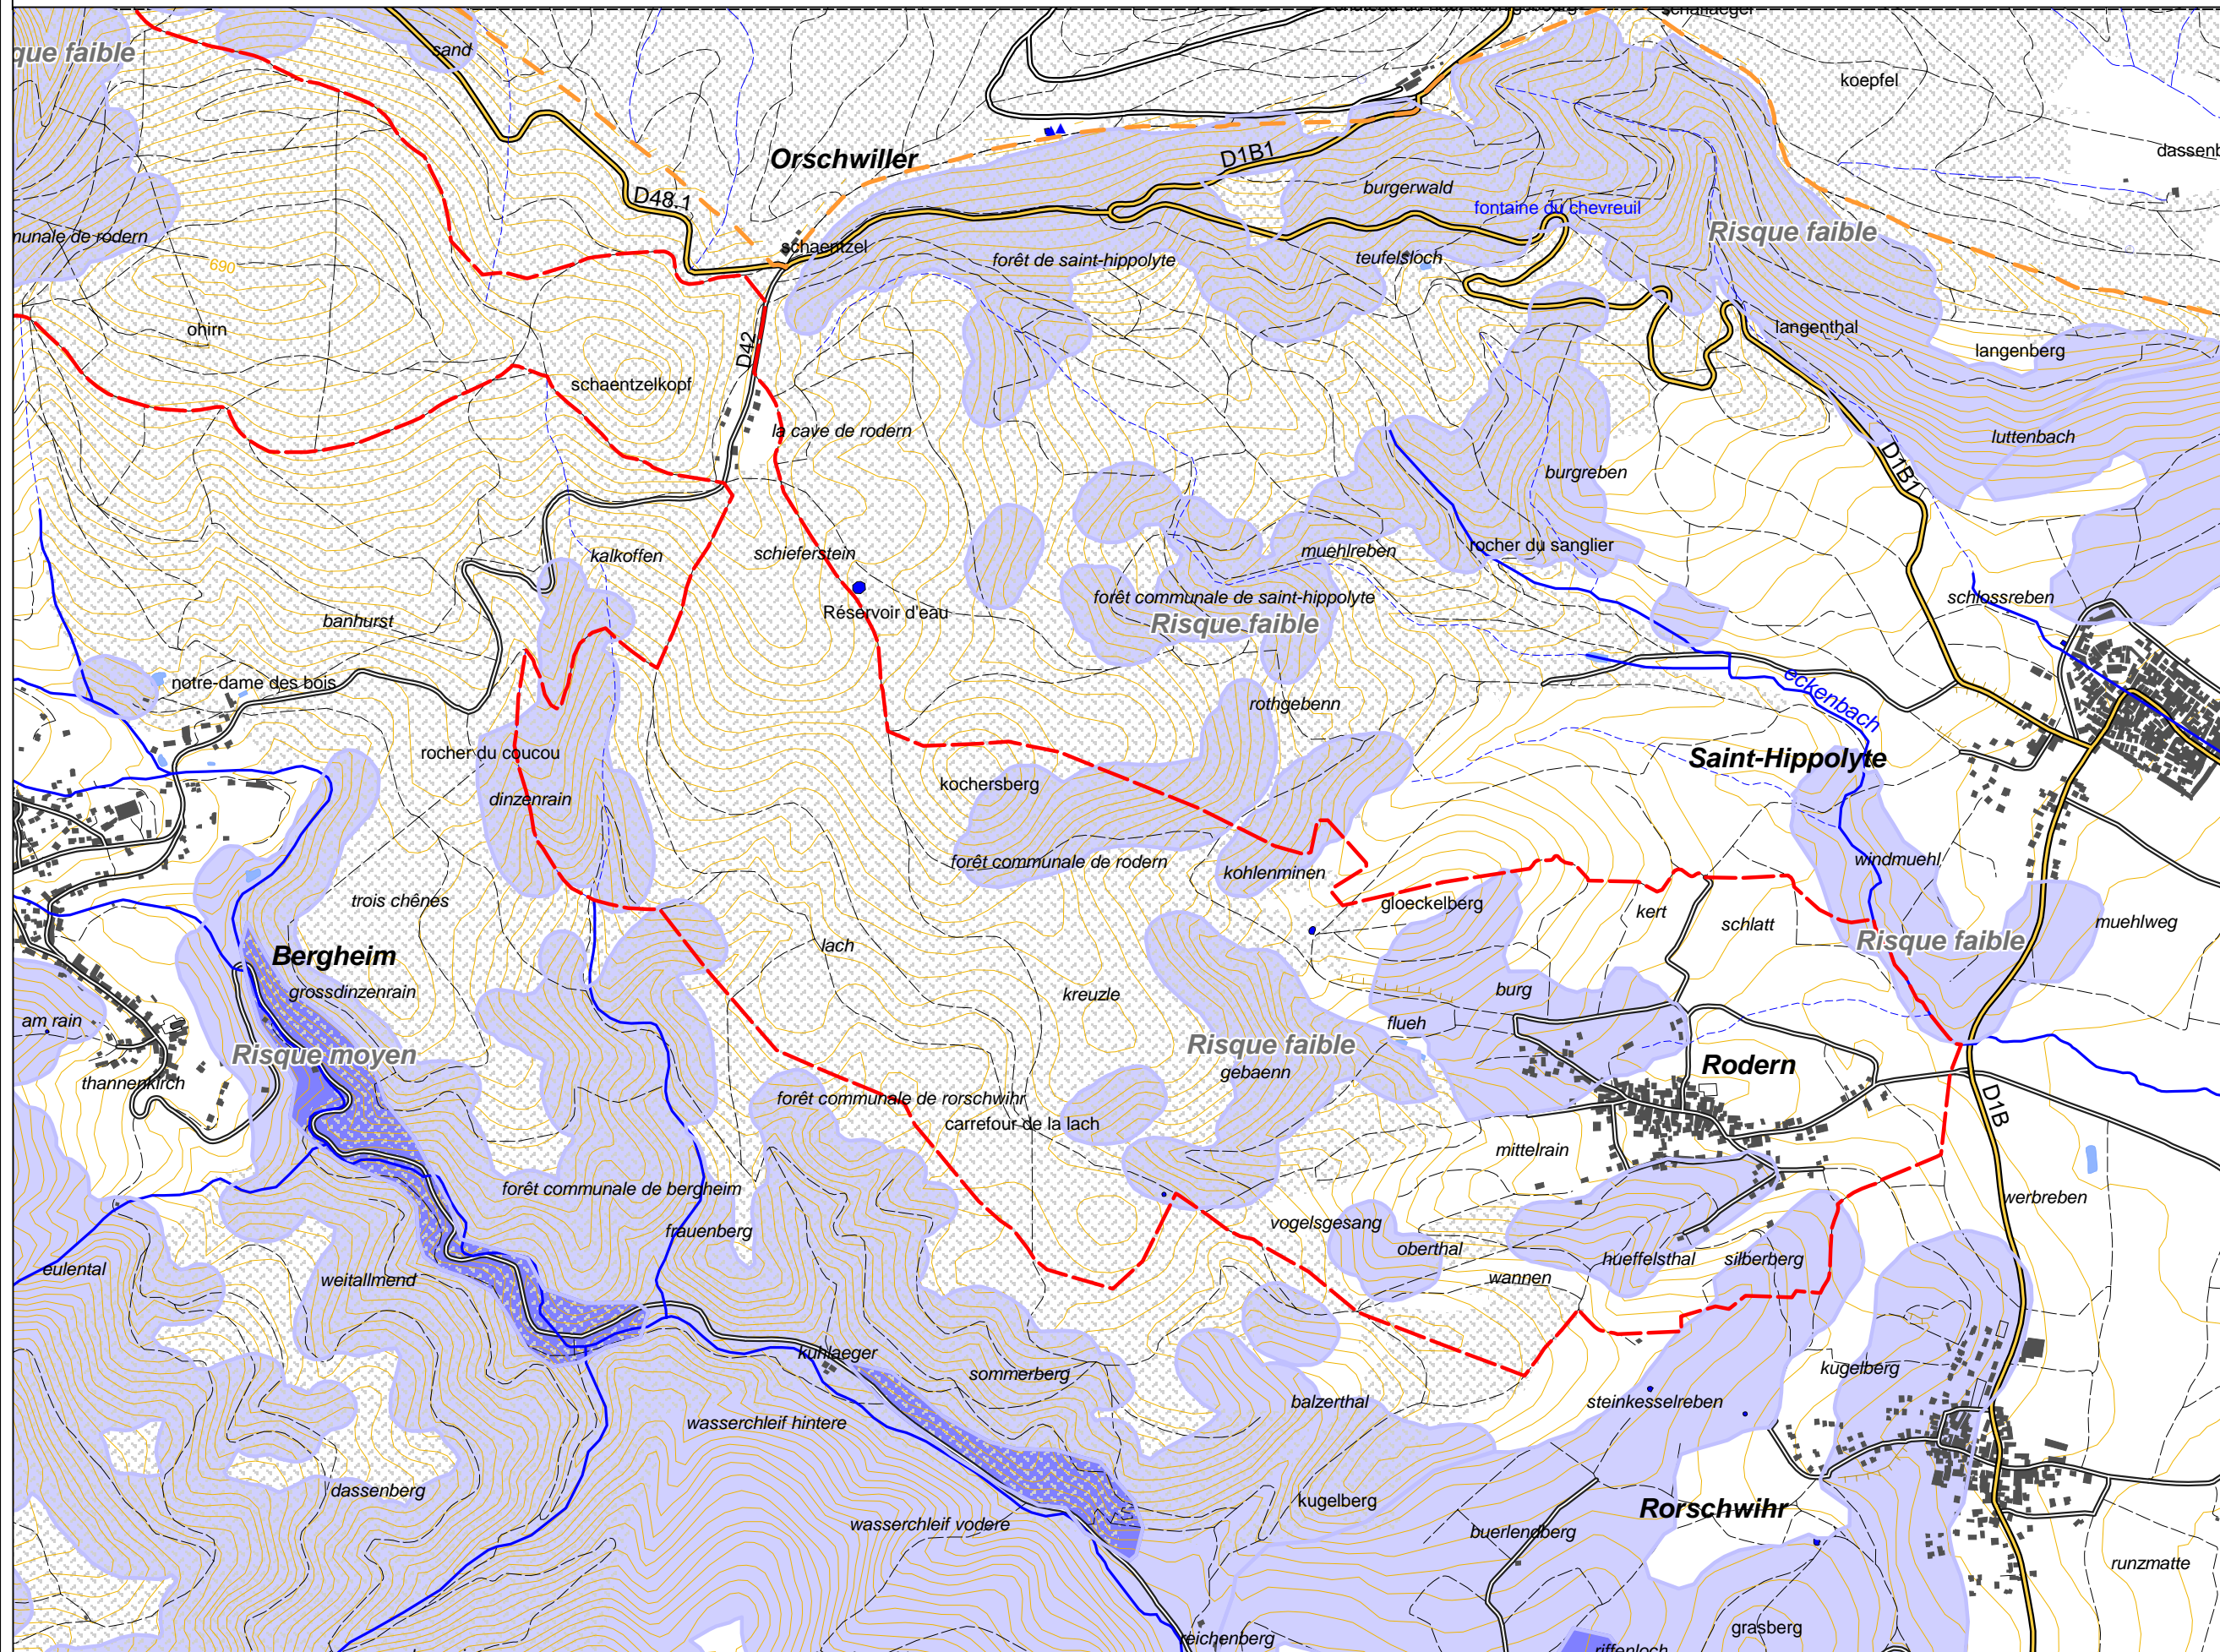 que faible
sand
schaflaeger
koepfel
Orschwiller
D1B1
dassenb
D48.1
burgerwald
fontaine du chevreuil
Risque faible
munale de rodern
schaentzel
forêt de saint-hippolyte
teufelsloch
690
ohirn
langenthal
D42
langenberg
schaentzelkopf
la cave de rodern
luttenbach
D1B1
burgreben
kalkoffen
schieferstein
muehlreben
rocher du sanglier
forêt communale de saint-hippolyte
schlossreben
Réservoir d'eau
Risque faible
banhurst
notre-dame des bois
rothgebenn
eckenbach
rocher du coucou
Saint-Hippolyte
kochersberg
dinzenrain
forêt communale de rodern
windmuehl
kohlenminen
trois chênes
gloeckelberg
kert
schlatt
muehlweg
lach
Risque faible
Bergheim
grossdinzenrain
kreuzle
burg
am rain
flueh
Risque moyen
Risque faible
gebaenn
Rodern
thannenkirch
forêt communale de rorschwihr
carrefour de la lach
D1B
mittelrain
forêt communale de bergheim
werbreben
frauenberg
vogelsgesang
oberthal
hueffelsthal
silberberg
eulental
weitallmend
wannen
kuhlaeger
sommerberg
kugelberg
balzerthal
steinkesselreben
wasserchleif hintere
dassenberg
kugelberg
Rorschwihr
wasserchleif vodere
buerlendberg
runzmatte
reichenberg
grasberg
riffenloch